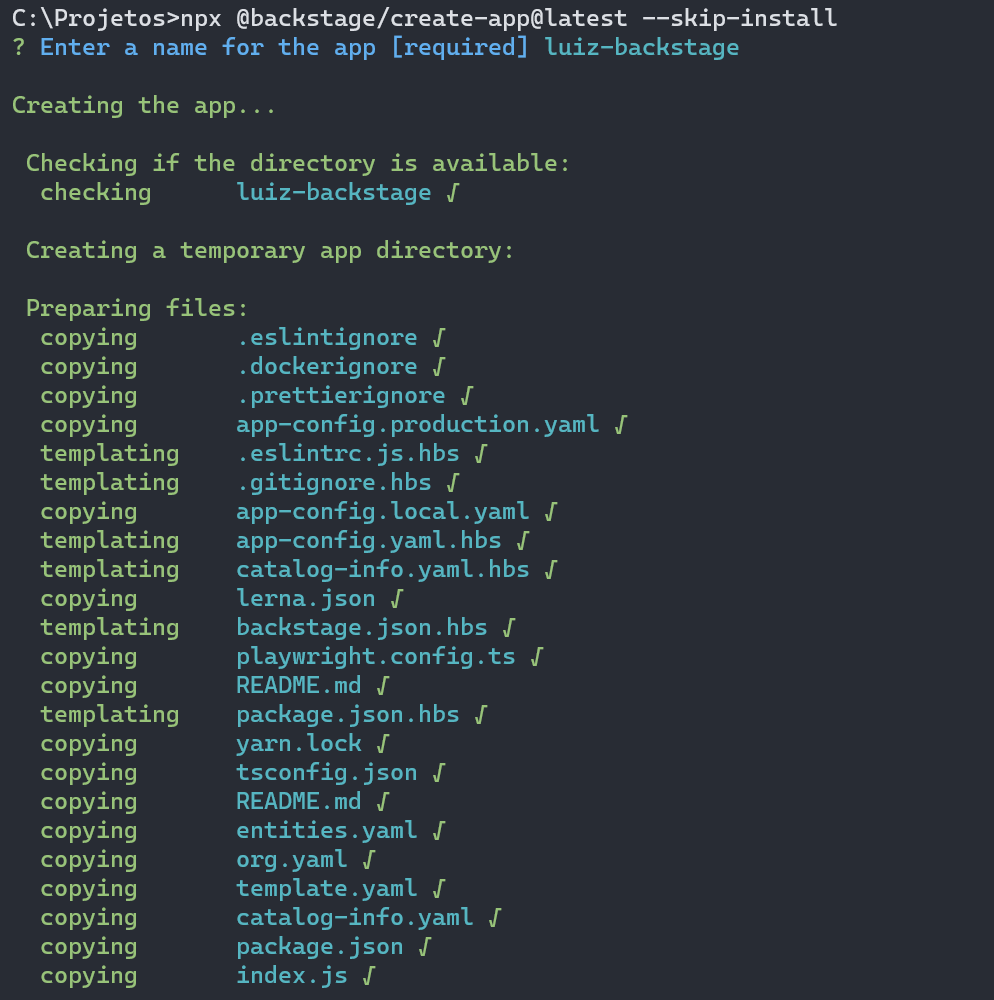 C:\Projetos>npx @backstage/create-app@latest --skip-install
? Enter a name for the app [required] luiz-backstage
Creating the app...
Checking if the directory is available:
checking luiz-backstage √
Creating a temporary app directory:
Preparing files:
copying .eslintignore √
copying .dockerignore √
copying .prettierignore √
copying app-config.production.yaml √
templating .eslintrc.js.hbs √
templating .gitignore.hbs √
copying app-config.local.yaml √
templating app-config.yaml.hbs √
templating catalog-info.yaml.hbs √
copying lerna.json √
templating backstage.json.hbs √
copying playwright.config.ts √
copying README.md √
templating package.json.hbs √
copying yarn.lock √
copying tsconfig.json √
copying README.md √
copying entities.yaml √
copying org.yaml √
copying template.yaml √
copying catalog-info.yaml √
copying package.json √
copying index.js √